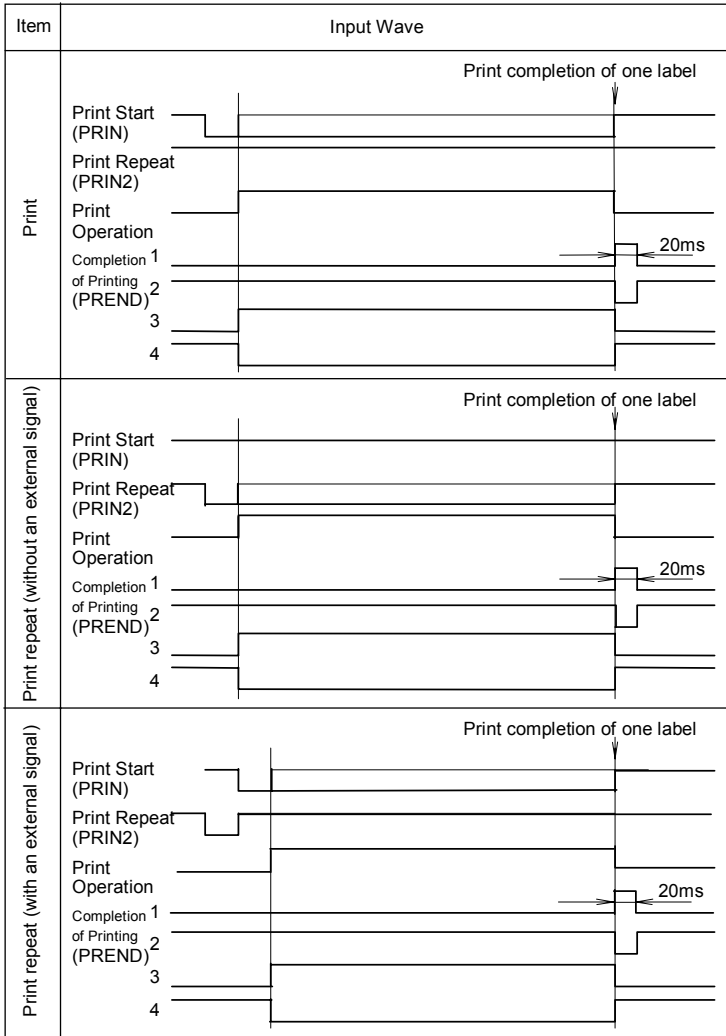 Item
Input Wave
Print
Print completion of one label
Print Start
(PRIN)
Print Repeat
(PRIN2)
Print
Operation
Completion 1
of Printing 2
(PREND)
3
4
20ms
Print repeat (without an external signal)
Print completion of one label
Print Start
(PRIN)
Print Repeat
(PRIN2)
Print
Operation
Completion 1
of Printing 2
(PREND)
3
4
20ms
Print repeat (with an external signal)
Print completion of one label
Print Start
(PRIN)
Print Repeat
(PRIN2)
Print
Operation
Completion 1
of Printing 2
(PREND)
3
4
20ms